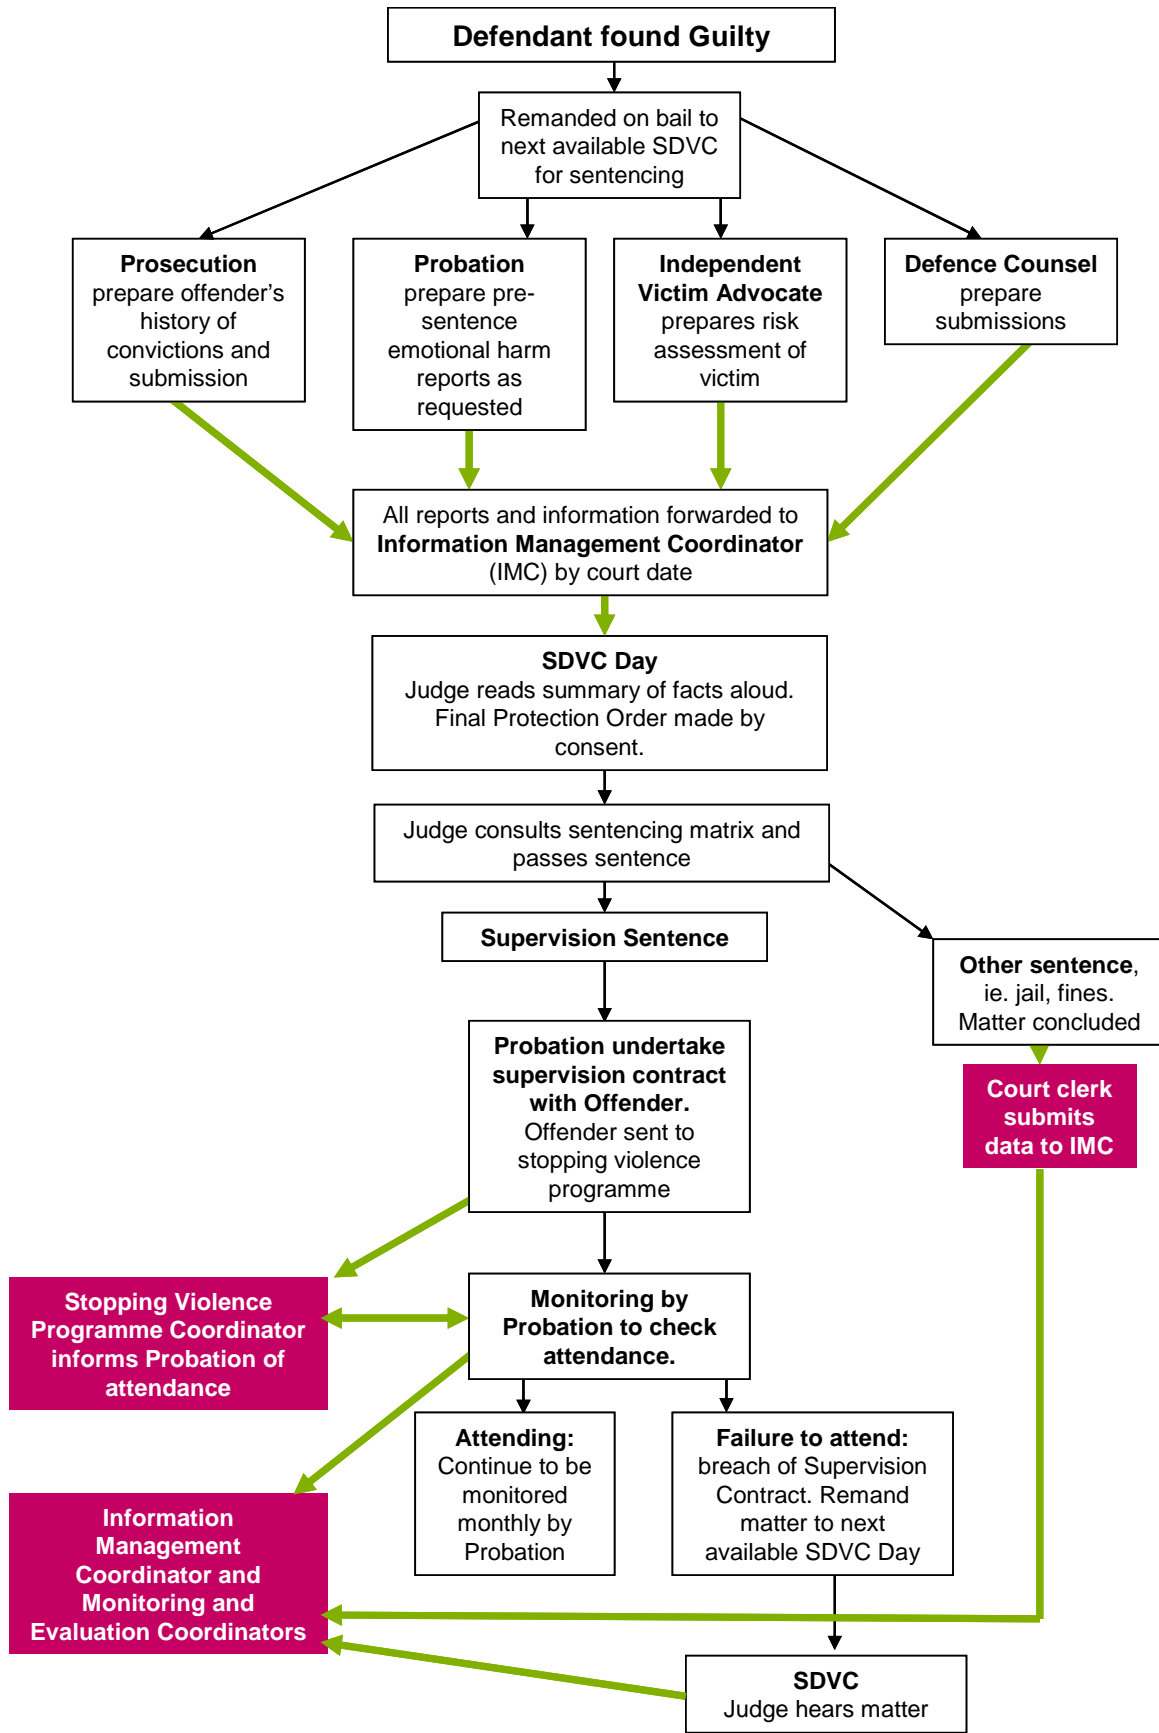 Defendant found Guilty
Remanded on bail to
next available SDVC
for sentencing
Prosecution
prepare offender’s
history of
convictions and
submission
Probation
prepare pre-
sentence
emotional harm
reports as
requested
Independent
Victim Advocate
prepares risk
assessment of
victim
Defence Counsel
prepare
submissions
All reports and information forwarded to
Information Management Coordinator
(IMC) by court date
SDVC Day
Judge reads summary of facts aloud.
Final Protection Order made by
consent.
Judge consults sentencing matrix and
passes sentence
Supervision Sentence
Other sentence,
ie. jail, fines.
Matter concluded
Probation undertake
supervision contract
with Offender.
Offender sent to
stopping violence
programme
Court clerk
submits
data to IMC
Stopping Violence
Programme Coordinator
informs Probation of
attendance
Monitoring by
Probation to check
attendance.
Attending:
Continue to be
monitored
monthly by
Probation
Failure to attend:
breach of Supervision
Contract. Remand
matter to next
available SDVC Day
Information
Management
Coordinator and
Monitoring and
Evaluation Coordinators
SDVC
Judge hears matter